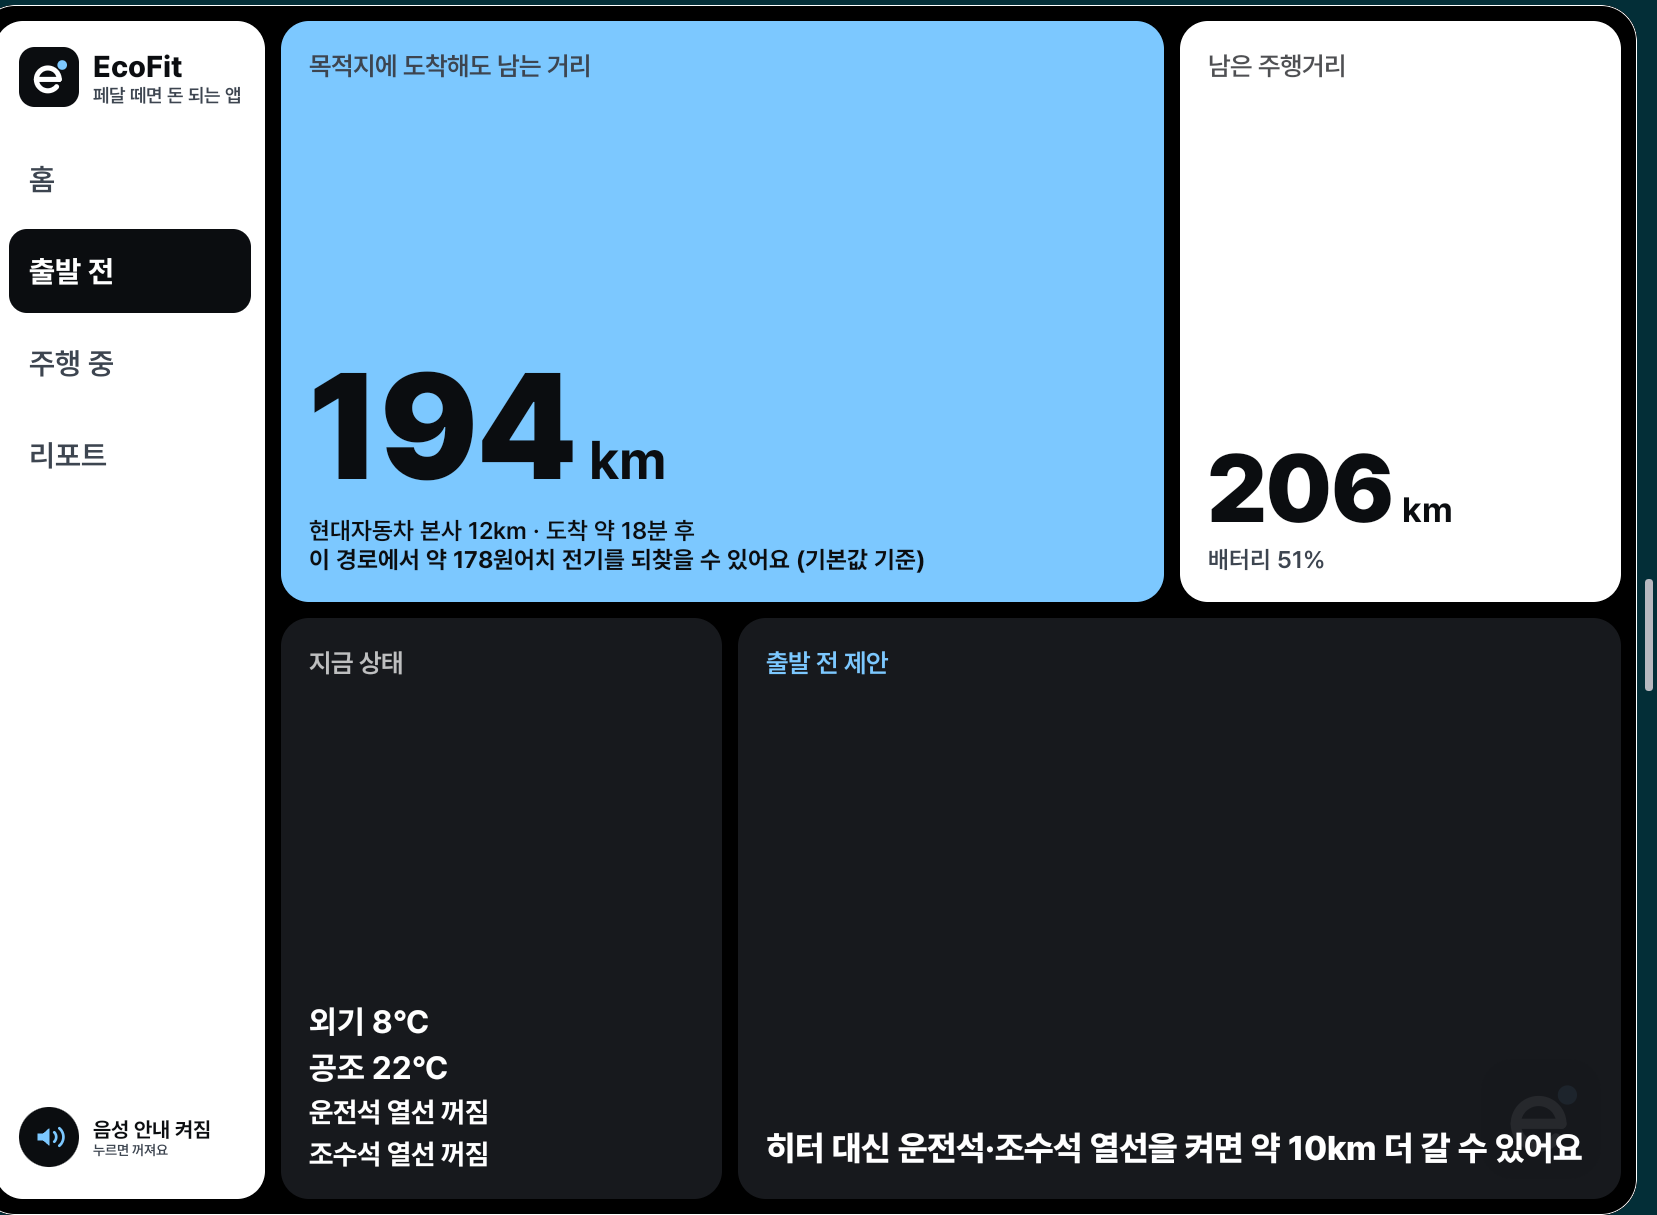 EcoFit
페달 떼면 돈 되는 앱
홈
출발 전
주행 중
리포트
음성 안내 켜짐
누르면 꺼져요
목적지에 도착해도 남는 거리
194 km
현대자동차 본사 12km · 도착 약 18분 후
이 경로에서 약 178원어치 전기를 되찾을 수 있어요 (기본값 기준)
남은 주행거리
206 km
배터리 51%
지금 상태
외기 8°C
공조 22°C
운전석 열선 꺼짐
조수석 열선 꺼짐
출발 전 제안
히터 대신 운전석·조수석 열선을 켜면 약 10km 더 갈 수 있어요